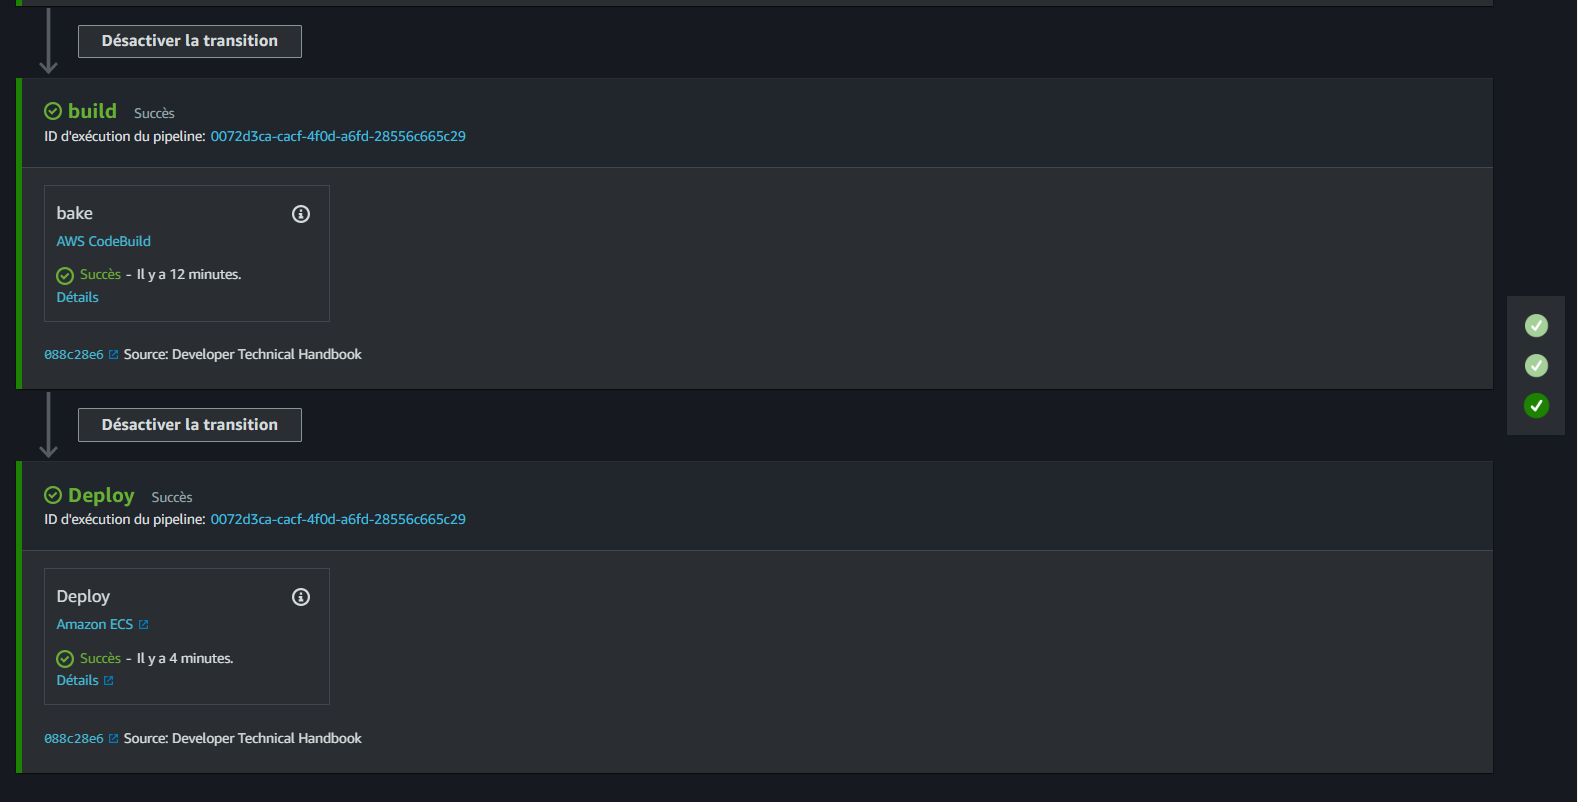 Désactiver la transition
build Succès
ID d'exécution du pipeline: 0072d3ca-cacf-4f0d-a6fd-28556c665c29
bake
AWS CodeBuild
Succès - Il y a 12 minutes.
Détails
088c28e6 Source: Developer Technical Handbook
Désactiver la transition
Deploy Succès
ID d'exécution du pipeline: 0072d3ca-cacf-4f0d-a6fd-28556c665c29
Deploy
Amazon ECS
Succès - Il y a 4 minutes.
Détails
088c28e6 Source: Developer Technical Handbook